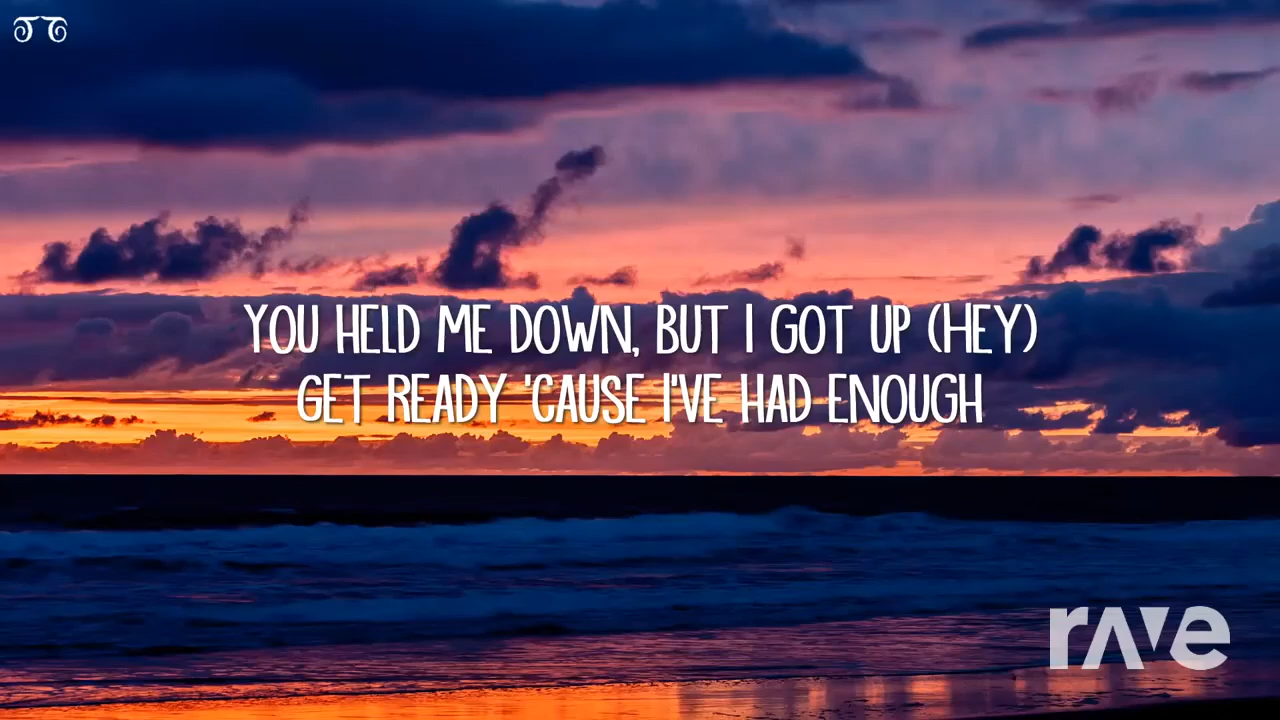 YOU HELD ME DOWN, BUT I GOT UP (HEY)
GET READY 'CAUSE I'VE HAD ENOUGH
rave